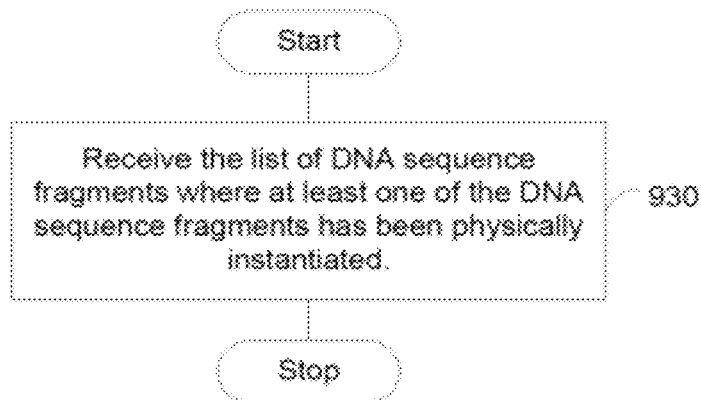 Start
Receive the list of DNA sequence
fragments where at least one of the DNA
sequence fragments has been physically
instantiated.
930
Stop